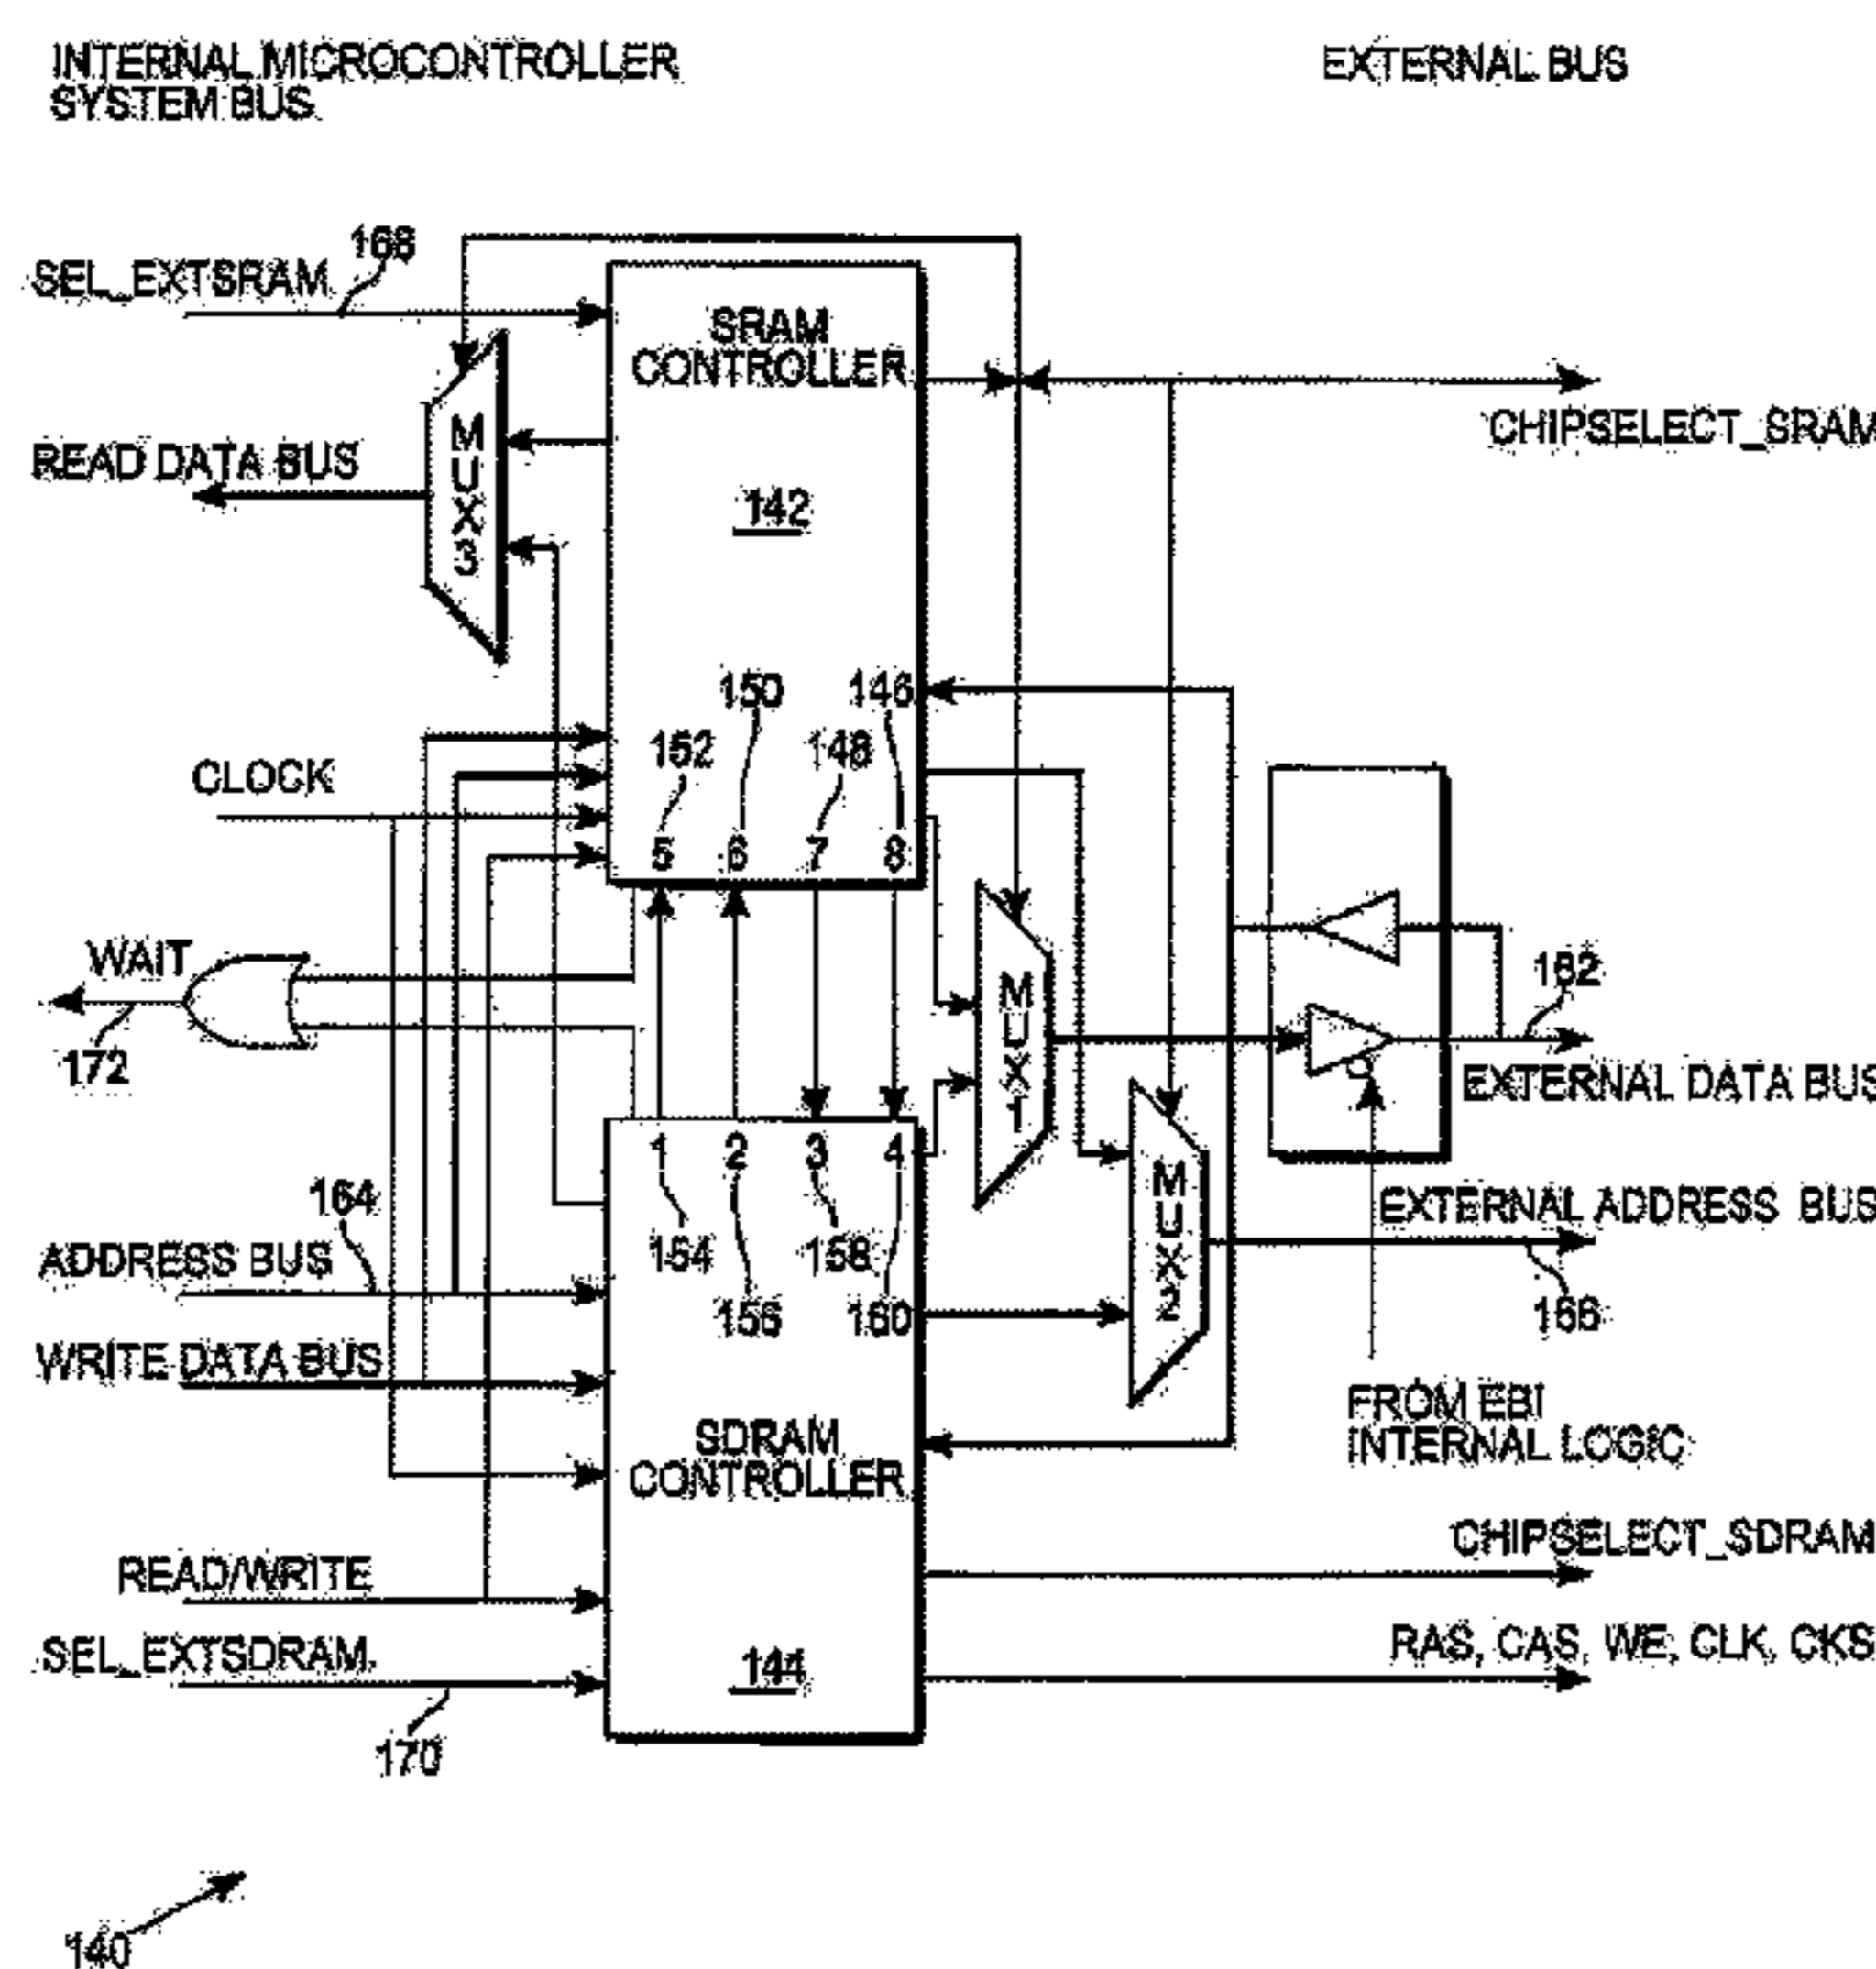 INTERNAL MICROCONTROLLER
SYSTEM BUS
EXTERNAL BUS
168
SEL_EXTSRAM
SRAM
CONTROLLER
CHIPSELECT_SRAM
MUX3
READ DATA BUS
142
150
146
152
148
CLOCK
5 6 7 8
WAIT
172
MUX1
162
EXTERNAL DATA BUS
1 2 3 4
164
154
158
156
160
MUX2
EXTERNAL ADDRESS BUS
166
ADDRESS BUS
WRITE DATA BUS
FROM EBI
INTERNAL LOGIC
SDRAM
CONTROLLER
CHIPSELECT_SDRAM
READ/WRITE
RAS, CAS, WE, CLK, CKS
SEL_EXTSDRAM
144
170
140